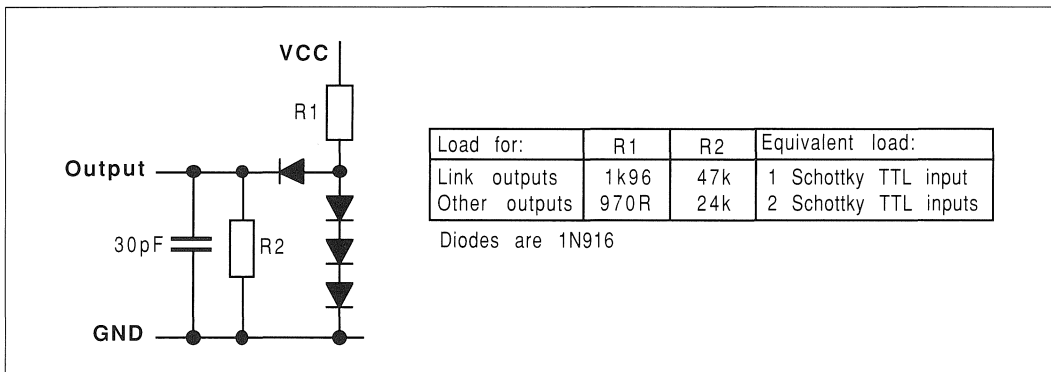 VCC
R1
Output
30pF
R2
GND
Load for: R1 R2 Equivalent load:
Link outputs 1k96 47k 1 Schottky TTL input
Other outputs 970R 24k 2 Schottky TTL inputs
Diodes are 1N916